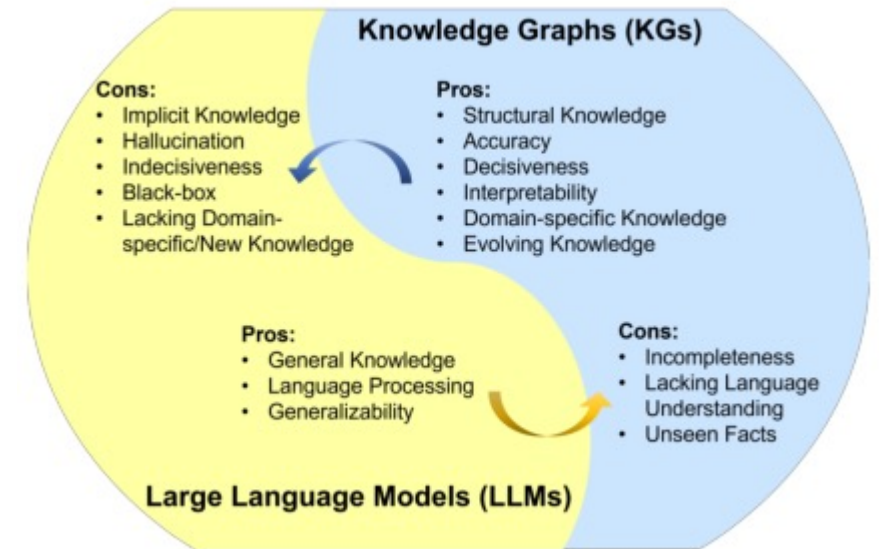 Knowledge Graphs (KGs)
Cons:
• Implicit Knowledge
• Hallucination
• Indecisiveness
• Black-box
• Lacking Domain-
specific/New Knowledge
Pros:
• Structural Knowledge
• Accuracy
• Decisiveness
• Interpretability
• Domain-specific Knowledge
• Evolving Knowledge
Pros:
• General Knowledge
• Language Processing
• Generalizability
Cons:
• Incompleteness
• Lacking Language
Understanding
• Unseen Facts
Large Language Models (LLMs)